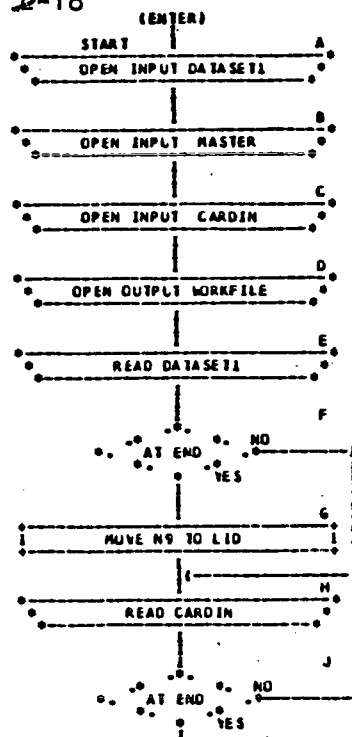 (ENTER)
START A
OPEN INPUT DATASET1
B
OPEN INPUT MASTER
C
OPEN INPUT CARDIN
D
OPEN OUTPUT WORKFILE
E
READ DATASET1
F
AT END NO
YES
G
MOVE N9 TO LID
H
READ CARDIN
J
AT END NO
YES